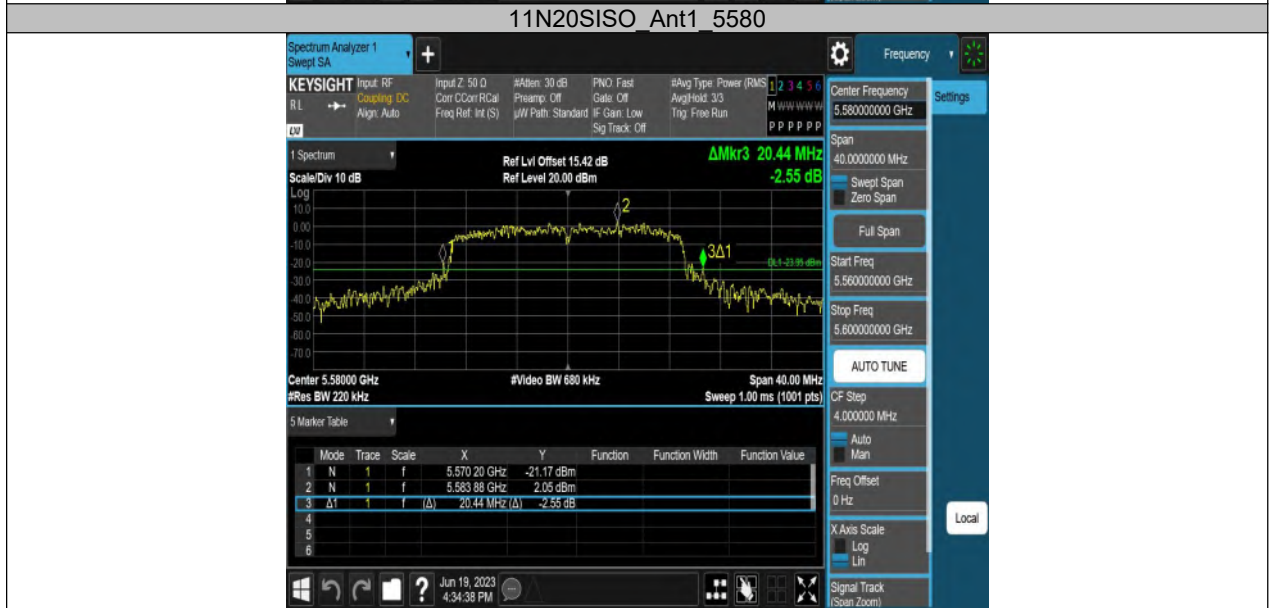 11N20SISO_Ant1_5580
Spectrum Analyzer 1
Swept SA
+
Frequency
KEYSIGHT
RL
LXI
Input: RF
Coupling: DC
Align: Auto
Input Z: 50 Ω
Corr CCorr RCal
Freq Ref: Int (S)
#Atten: 30 dB
Preamp: Off
µW Path: Standard
PNO: Fast
Gate: Off
IF Gain: Low
Sig Track: Off
#Avg Type: Power (RMS
Avg|Hold: 3/3
Trig: Free Run
1 2 3 4 5 6
M W W W W W
P P P P P P
1 Spectrum
Scale/Div 10 dB
Ref Lvl Offset 15.42 dB
Ref Level 20.00 dBm
ΔMkr3 20.44 MHz
-2.55 dB
Log
10.0
0.00
-10.0
-20.0
-30.0
-40.0
-50.0
-60.0
-70.0
1
2
3Δ1
DL1 -23.95 dBm
Center 5.58000 GHz
#Video BW 680 kHz
Span 40.00 MHz
#Res BW 220 kHz
Sweep 1.00 ms (1001 pts)
5 Marker Table
Mode Trace Scale X Y Function Function Width Function Value
1 N 1 f 5.570 20 GHz -21.17 dBm
2 N 1 f 5.583 88 GHz 2.05 dBm
3 Δ1 1 f (Δ) 20.44 MHz (Δ) -2.55 dB
4
5
6
?
Jun 19, 2023
4:34:38 PM
Center Frequency
5.580000000 GHz
Settings
Span
40.0000000 MHz
Swept Span
Zero Span
Full Span
Start Freq
5.560000000 GHz
Stop Freq
5.600000000 GHz
AUTO TUNE
CF Step
4.000000 MHz
Auto
Man
Freq Offset
0 Hz
X Axis Scale
Log
Lin
Local
Signal Track
(Span Zoom)